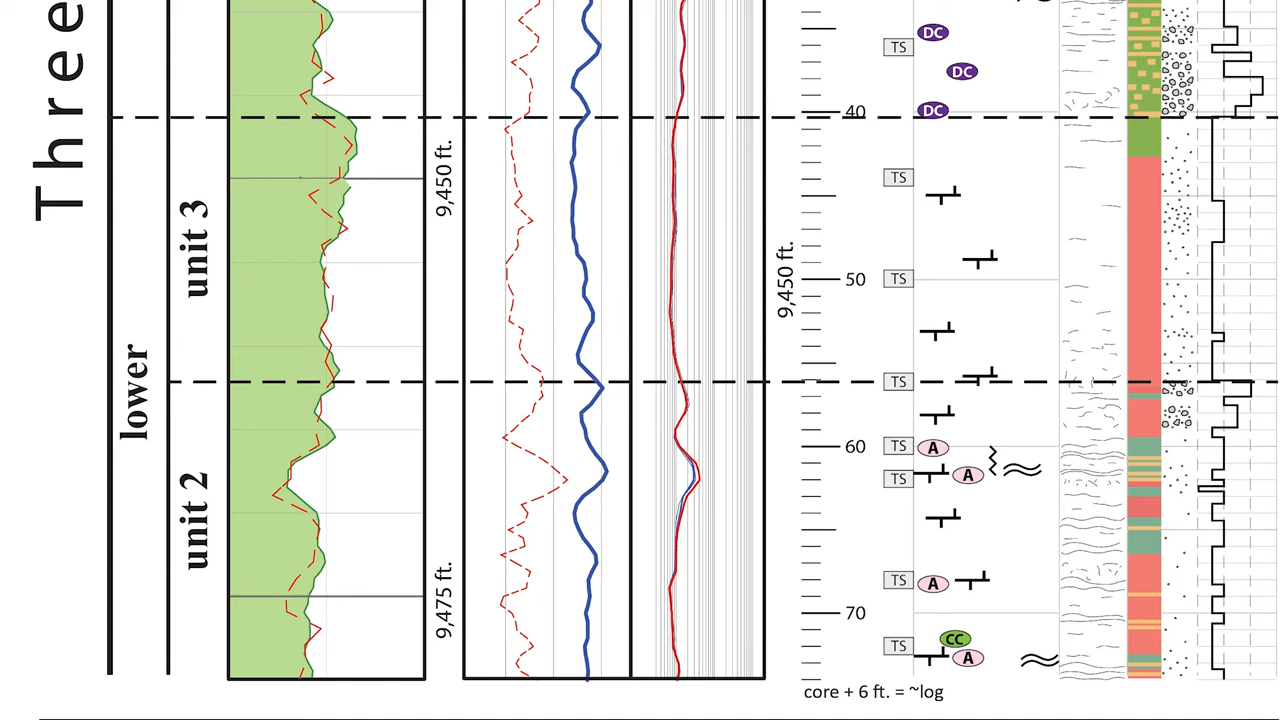 Three
lower
unit 3
unit 2
9,450 ft.
9,475 ft.
9,450 ft.
40
50
60
70
TS
DC
DC
DC
TS
TS
TS
TS
A
TS
A
TS
A
CC
TS
A
core + 6 ft. = ~log